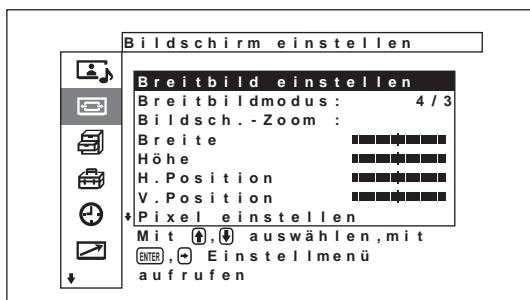 Bildschirm einstellen
Breitbild einstellen
Breitbildmodus: 4/3
Bildsch.-Zoom :
Breite
Höhe
H.Position
V.Position
Pixel einstellen
Mit ↑,↓ auswählen,mit
ENTER,→ Einstellmenü
aufrufen